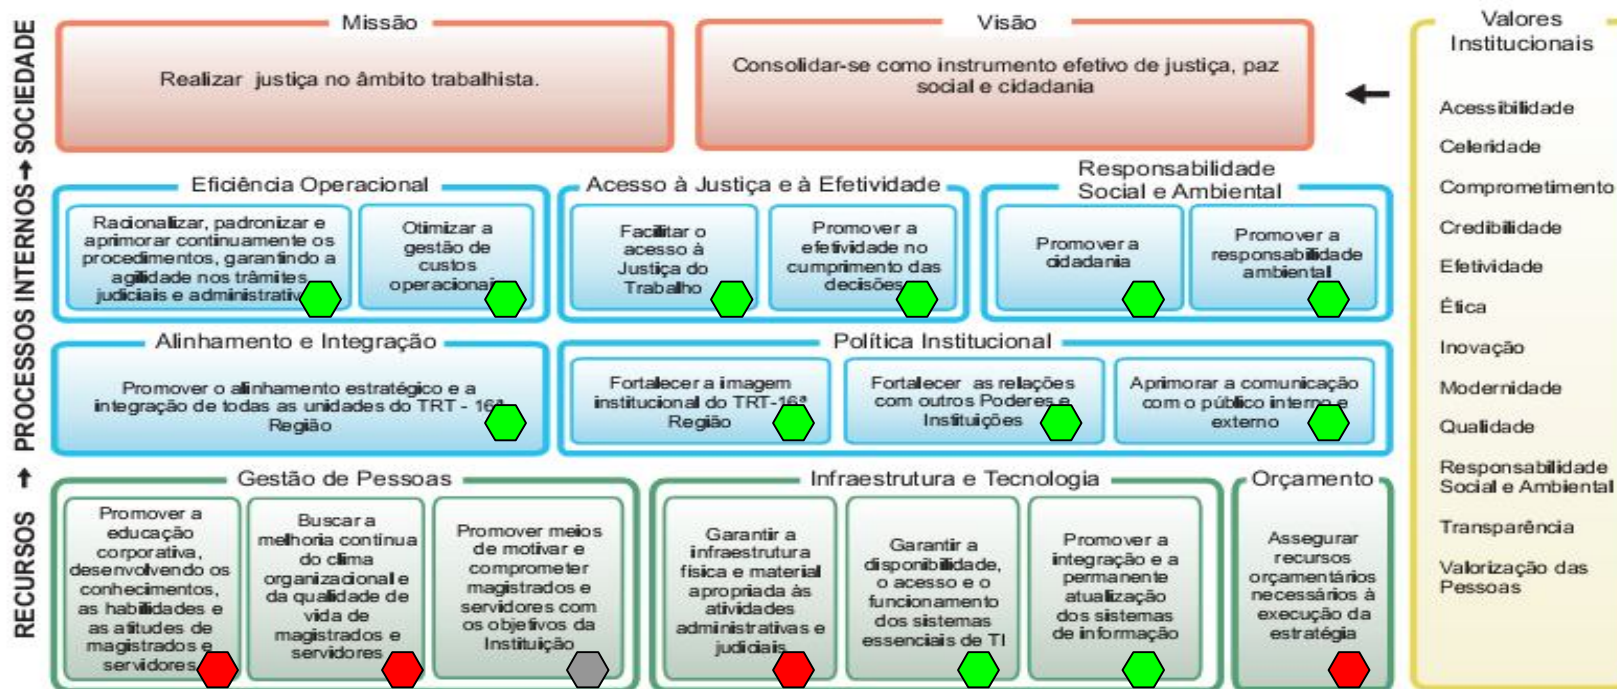 Missão
Realizar justiça no âmbito trabalhista.
Visão
Consolidar-se como instrumento efetivo de justiça, paz
social e cidadania
Eficiência Operacional
Racionalizar, padronizar e
aprimorar continuamente os
procedimentos, garantindo a
agilidade nos trâmites
judiciais e administrativ
Otimizar a
gestão de
custos
operacionai
Acesso à Justiça e à Efetividade
Facilitar o
acesso à
Justiça do
Trabalho
Promover a
efetividade no
cumprimento das
decisões
Responsabilidade
Social e Ambiental
Promover a
cidadania
Promover a
responsabilidade
ambiental
Alinhamento e Integração
Promover o alinhamento estratégico e a
integração de todas as unidades do TRT - 16ª
Região
Política Institucional
Fortalecer a imagem
institucional do TRT-16ª
Região
Fortalecer as relações
com outros Poderes e
Instituições
Aprimorar a comunicação
com o público interno e
externo
Gestão de Pessoas
Promover a
educação
corporativa,
desenvolvendo os
conhecimentos,
as habilidades e
as atitudes de
magistrados e
servidores
Buscar a
melhoria contínua
do clima
organizacional e
da qualidade de
vida de
magistrados e
servidores
Promover meios
de motivar e
comprometer
magistrados e
servidores com
os objetivos da
Instituição
Infraestrutura e Tecnologia
Garantir a
infraestrutura
física e material
apropriada às
atividades
administrativas e
judiciais
Garantir a
disponibilidade,
o acesso e o
funcionamento
dos sistemas
essenciais de TI
Promover a
integração e a
permanente
atualização
dos sistemas
de informação
Orçamento
Assegurar
recursos
orçamentários
necessários à
execução da
estratégia
RECURSOS → PROCESSOS INTERNOS → SOCIEDADE
Valores
Institucionais
Acessibilidade
Celeridade
Comprometimento
Credibilidade
Efetividade
Ética
Inovação
Modernidade
Qualidade
Responsabilidade
Social e Ambiental
Transparência
Valorização das
Pessoas